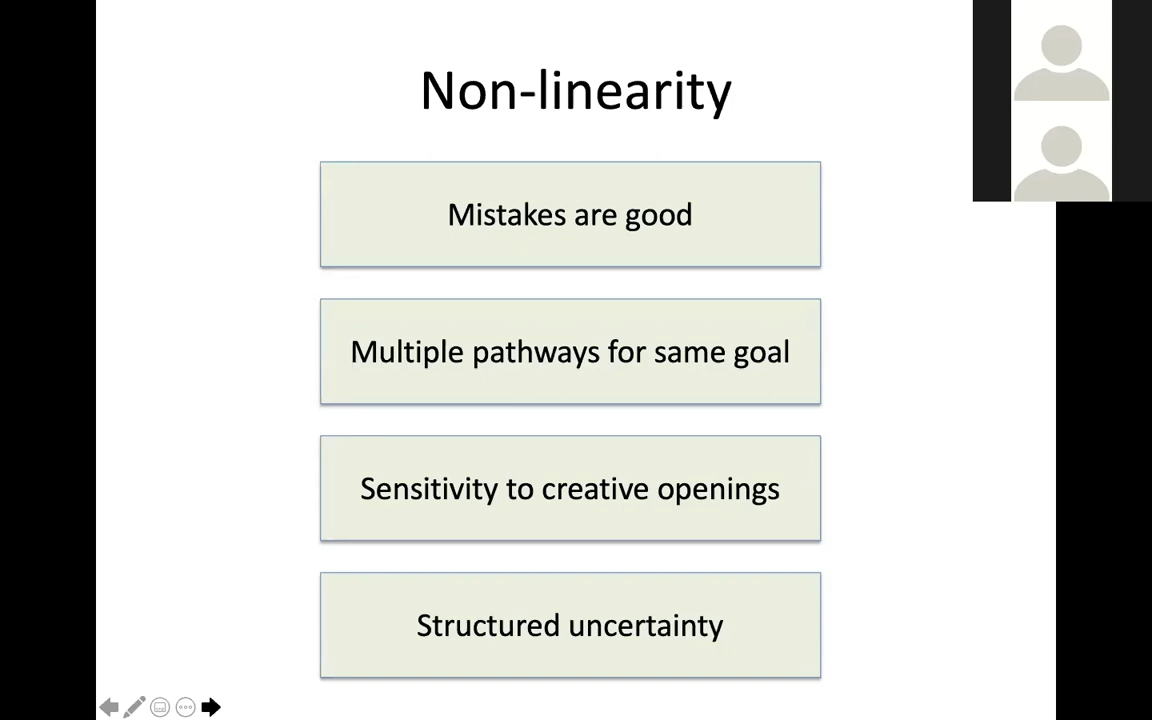 Non-linearity
Mistakes are good
Multiple pathways for same goal
Sensitivity to creative openings
Structured uncertainty